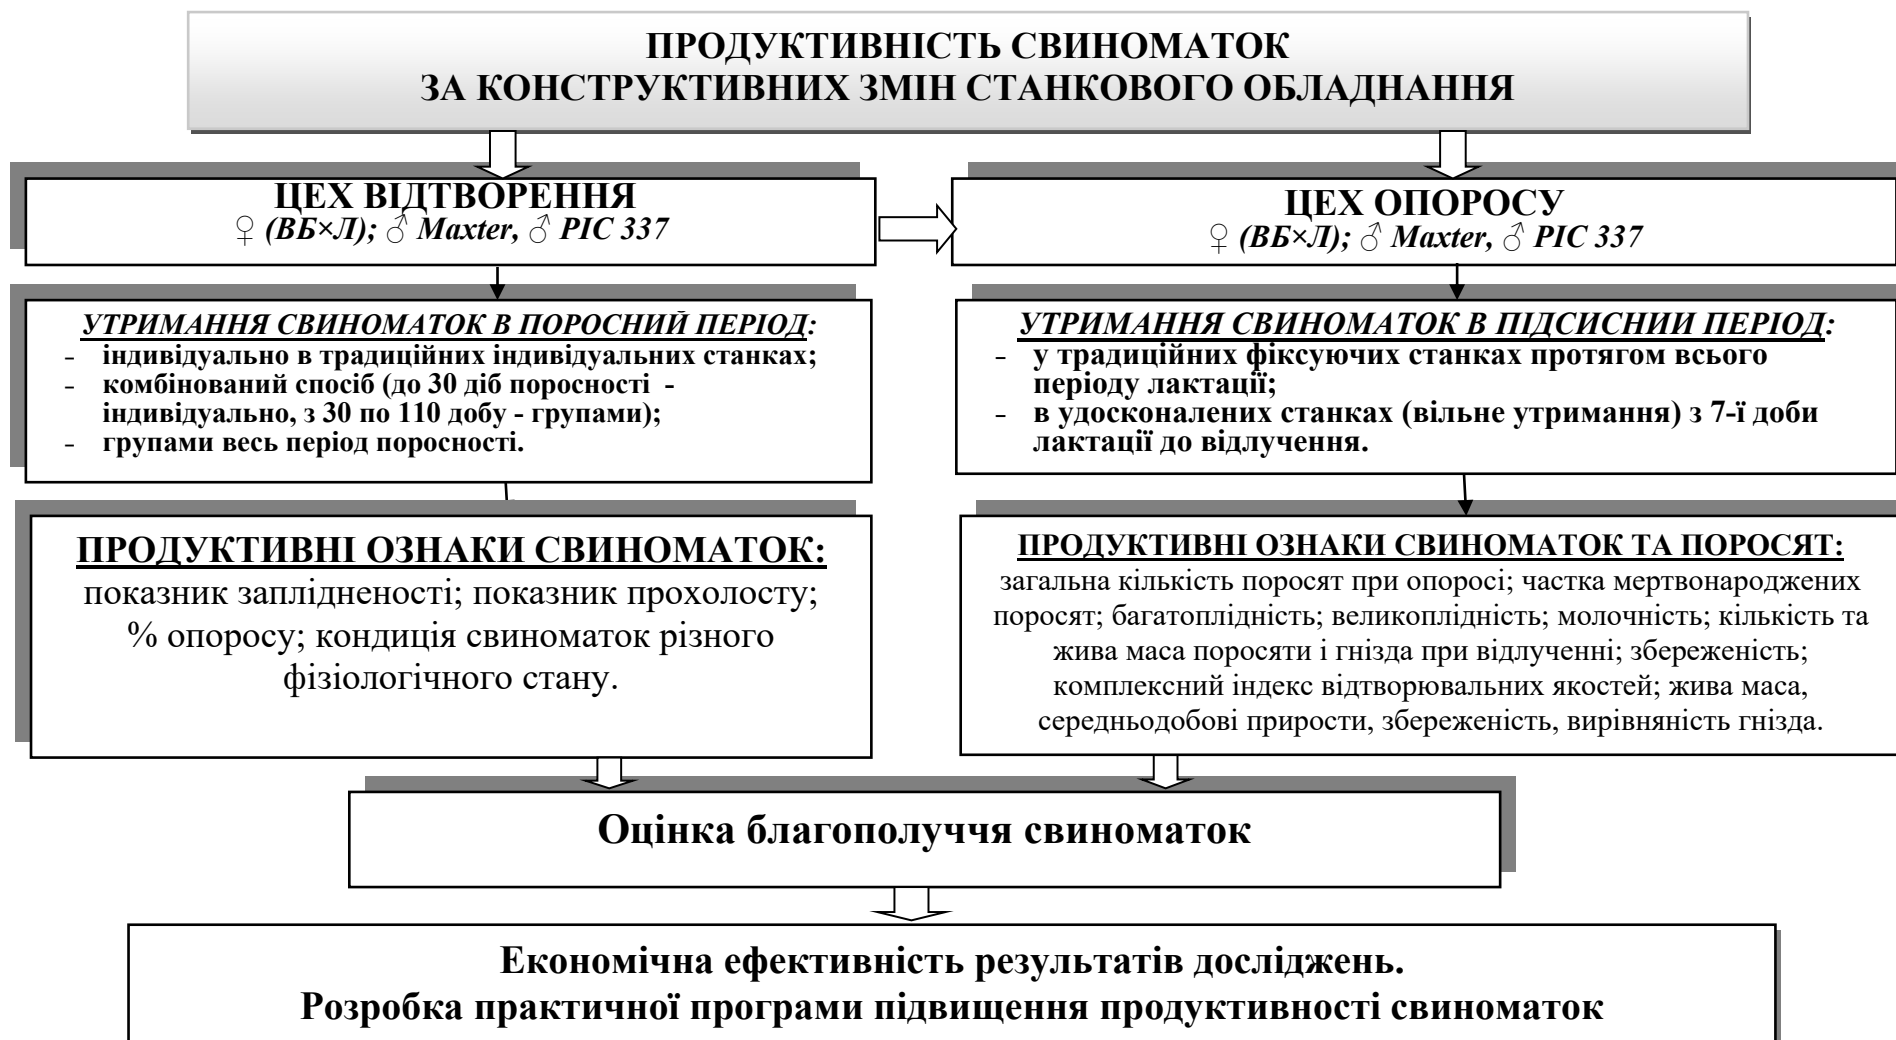 ПРОДУКТИВНІСТЬ СВИНОМАТОК
ЗА КОНСТРУКТИВНИХ ЗМІН СТАНКОВОГО ОБЛАДНАННЯ
ЦЕХ ВІДТВОРЕННЯ
♀ (ВБ×Л); ♂ Maxter, ♂ PIC 337
ЦЕХ ОПОРОСУ
♀ (ВБ×Л); ♂ Maxter, ♂ PIC 337
УТРИМАННЯ СВИНОМАТОК В ПОРОСНИЙ ПЕРІОД:
- індивідуально в традиційних індивідуальних станках;
- комбінований спосіб (до 30 діб поросності -
індивідуально, з 30 по 110 добу - групами);
- групами весь період поросності.
УТРИМАННЯ СВИНОМАТОК В ПІДСИСНИЙ ПЕРІОД:
- у традиційних фіксуючих станках протягом всього
періоду лактації;
- в удосконалених станках (вільне утримання) з 7-ї доби
лактації до відлучення.
ПРОДУКТИВНІ ОЗНАКИ СВИНОМАТОК:
показник заплідненості; показник прохолосту;
% опоросу; кондиція свиноматок різного
фізіологічного стану.
ПРОДУКТИВНІ ОЗНАКИ СВИНОМАТОК ТА ПОРОСЯТ:
загальна кількість поросят при опоросі; частка мертвонароджених
поросят; багатоплідність; великоплідність; молочність; кількість та
жива маса поросяти і гнізда при відлученні; збереженість;
комплексний індекс відтворювальних якостей; жива маса,
середньодобові прирости, збереженість, вирівняність гнізда.
Оцінка благополуччя свиноматок
Економічна ефективність результатів досліджень.
Розробка практичної програми підвищення продуктивності свиноматок